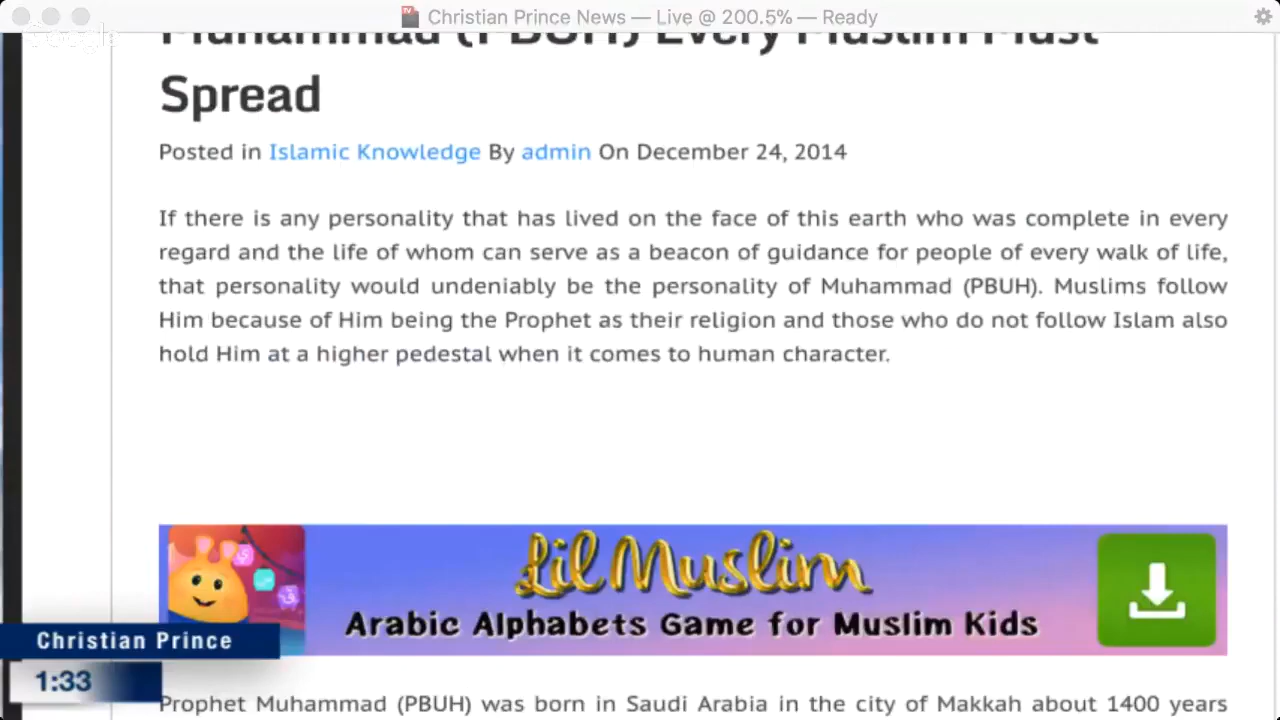 Christian Prince News — Live @ 200.5% — Ready
Google
Muhammad (PBUH) Every Muslim Must
Spread
Posted in Islamic Knowledge By admin On December 24, 2014
If there is any personality that has lived on the face of this earth who was complete in every
regard and the life of whom can serve as a beacon of guidance for people of every walk of life,
that personality would undeniably be the personality of Muhammad (PBUH). Muslims follow
Him because of Him being the Prophet as their religion and those who do not follow Islam also
hold Him at a higher pedestal when it comes to human character.
Lil Muslim
Arabic Alphabets Game for Muslim Kids
Christian Prince
1:33
Prophet Muhammad (PBUH) was born in Saudi Arabia in the city of Makkah about 1400 years